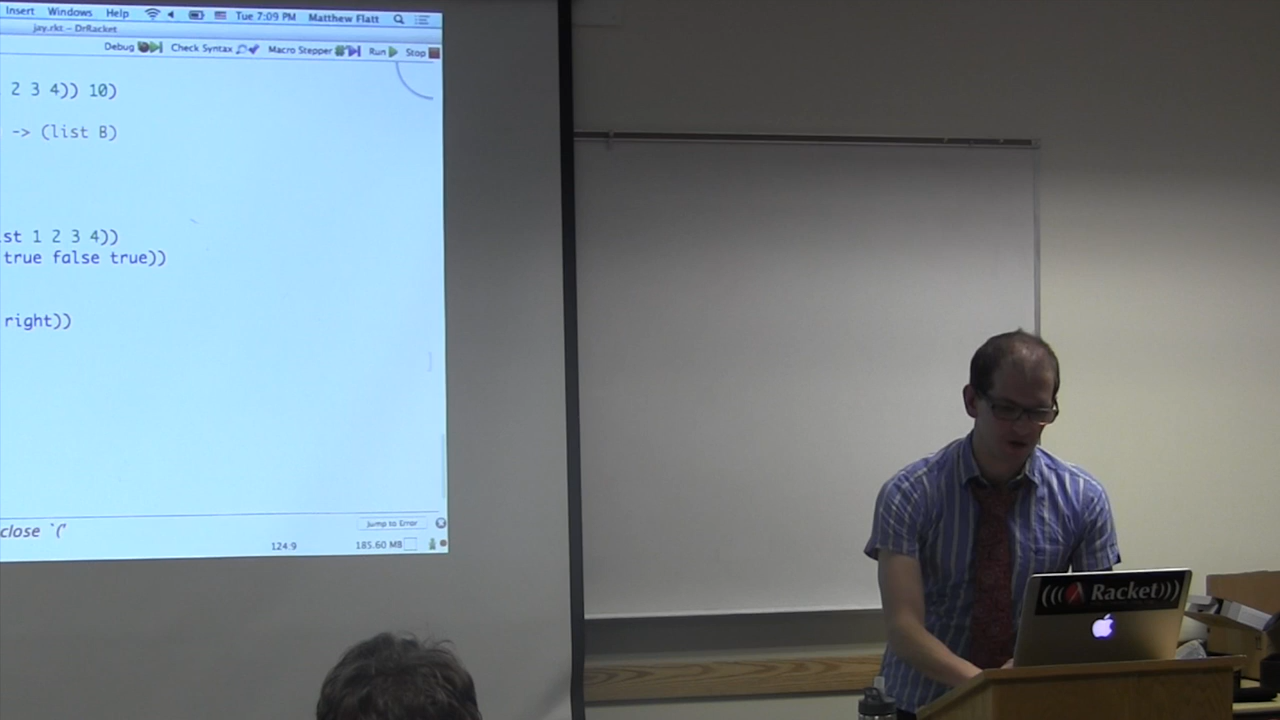 Insert Windows Help Tue 7:09 PM Matthew Flatt
jay.rkt - DrRacket
Debug Check Syntax Macro Stepper Run Stop
2 3 4)) 10)
-> (list B)
st 1 2 3 4))
true false true))
right))
close `('
Jump to Error
124:9 185.60 MB
(((Racket)))